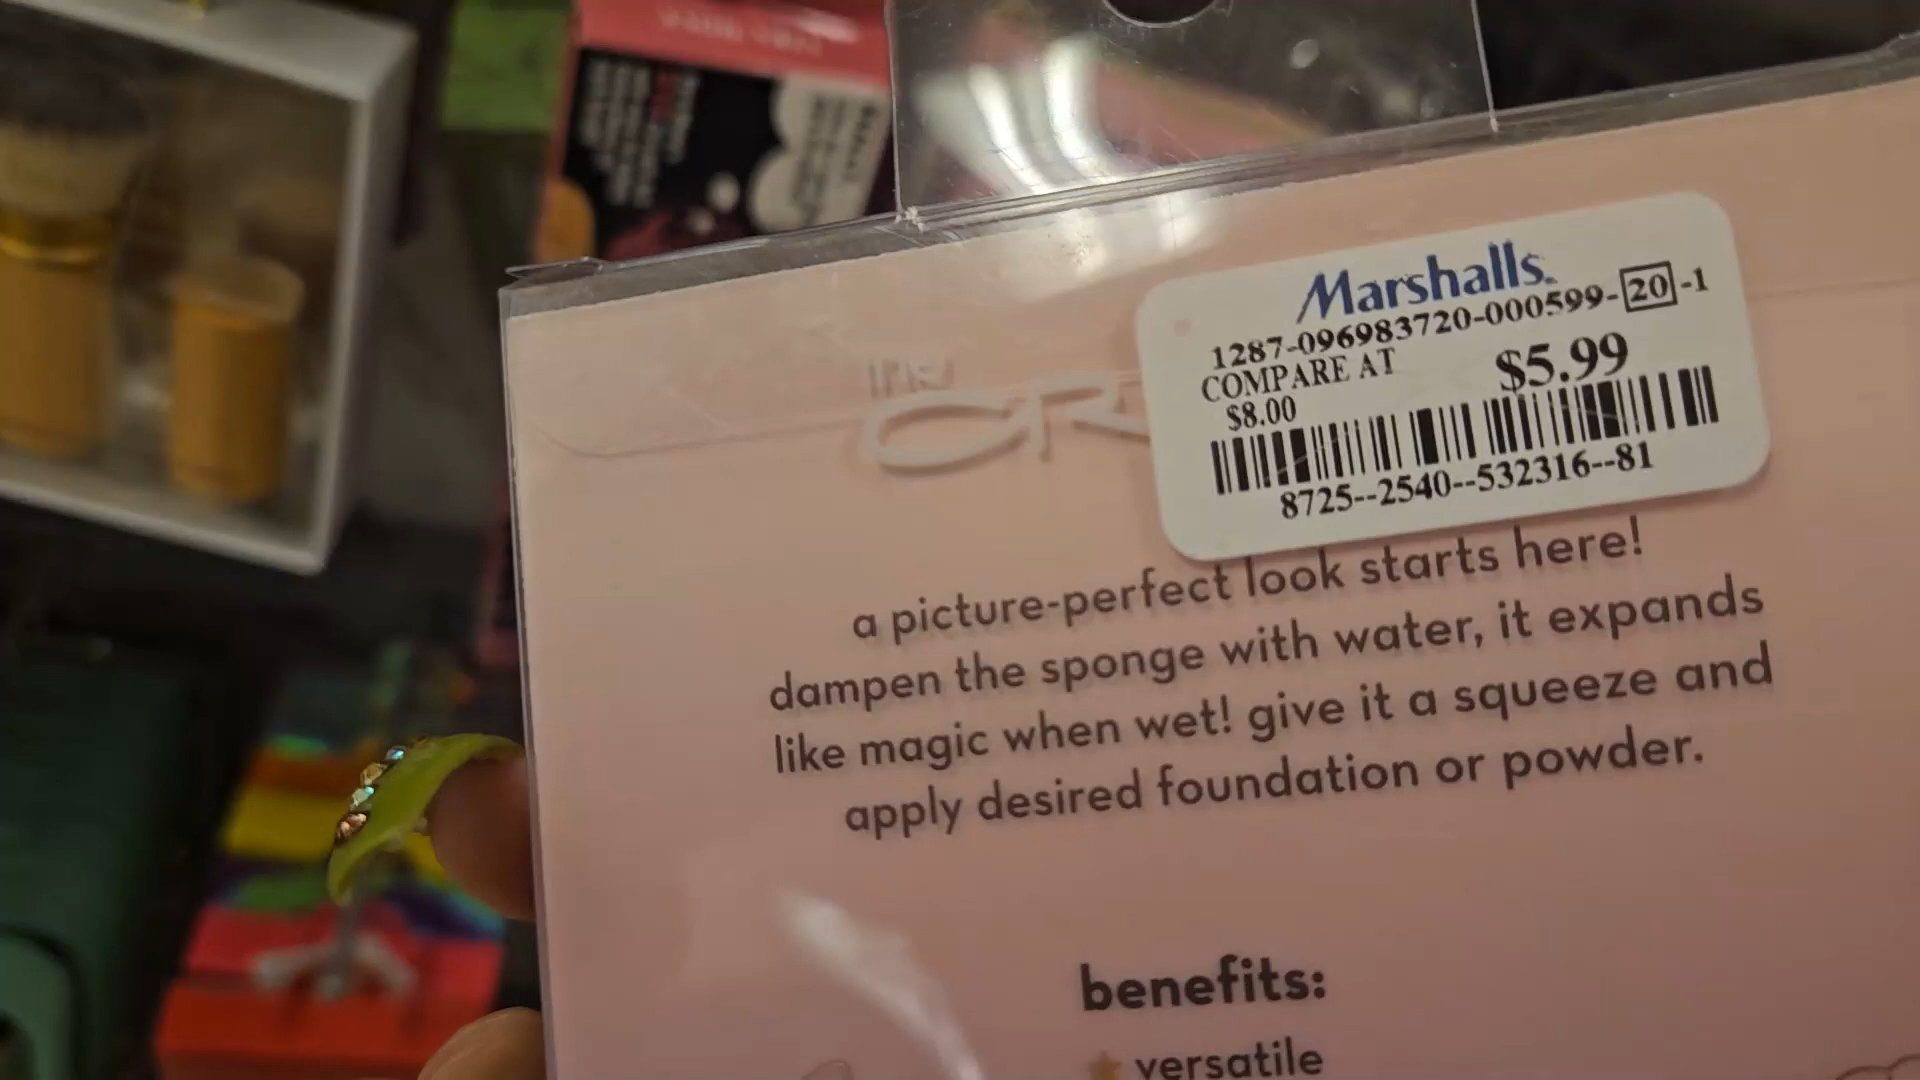 Marshalls.
1287-096983720-000599-20-1
COMPARE AT
$5.99
$8.00
8725--2540--532316--81
THE
CR
a picture-perfect look starts here!
dampen the sponge with water, it expands
like magic when wet! give it a squeeze and
apply desired foundation or powder.
benefits:
versatile